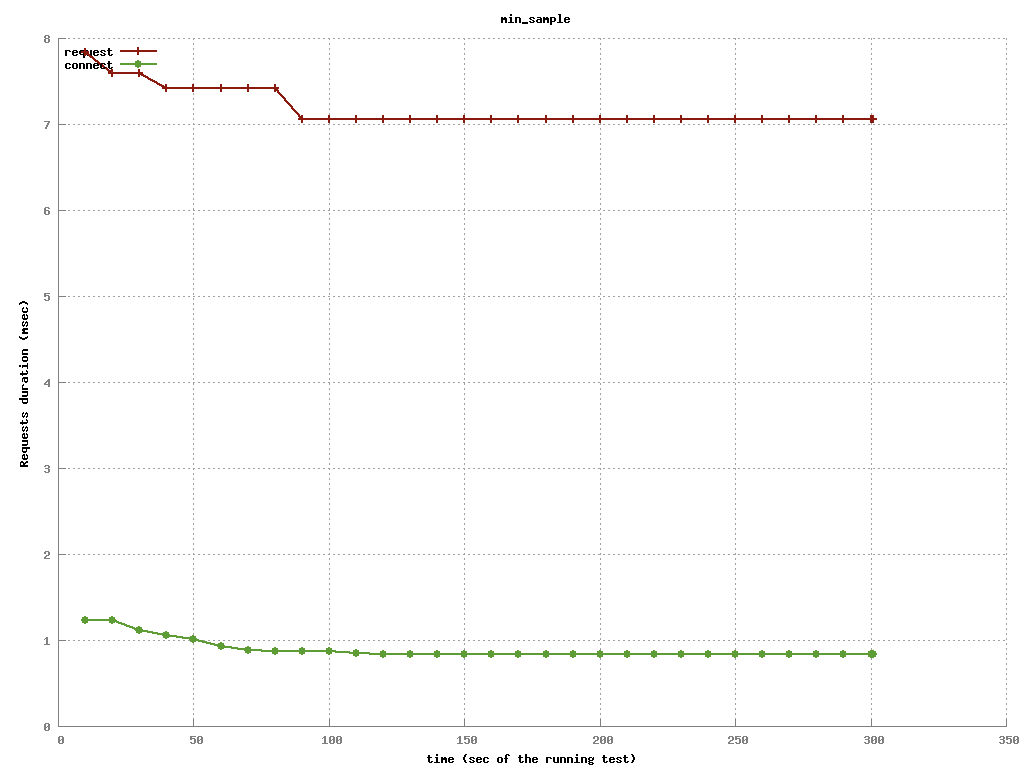 min_sample
8
request
connect
7
6
5
4
3
2
1
0
Requests duration (msec)
0 50 100 150 200 250 300 350
time (sec of the running test)